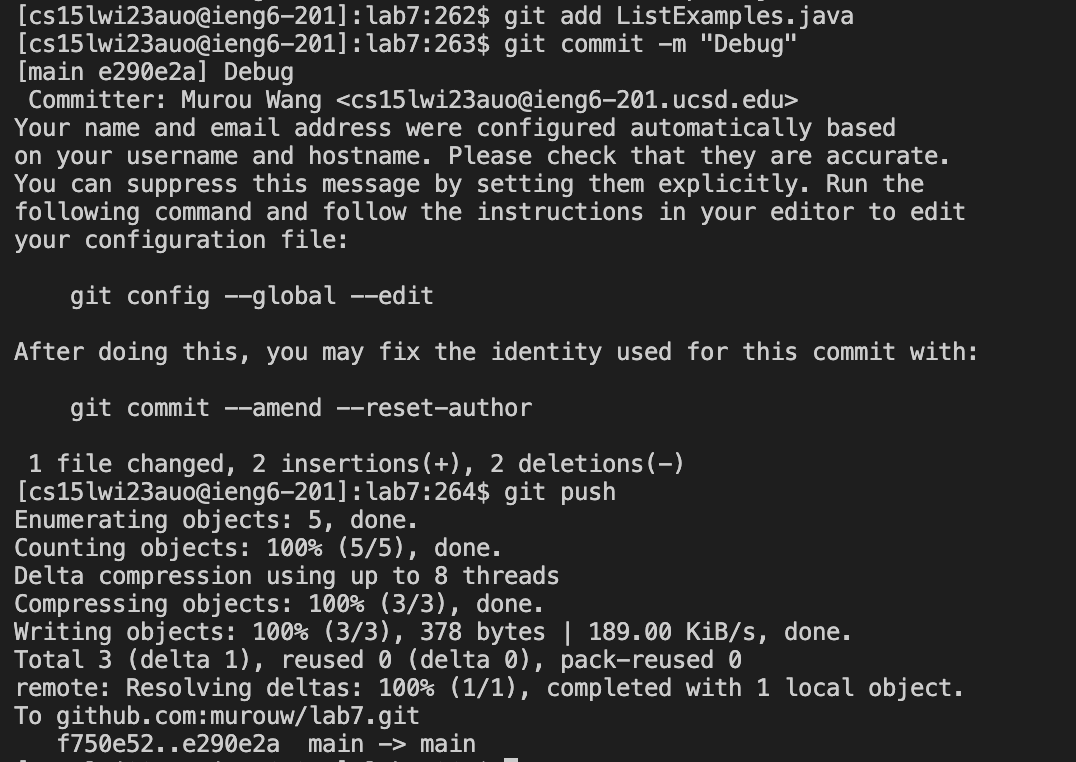 [cs15lwi23auo@ieng6-201]:lab7:262$ git add ListExamples.java
[cs15lwi23auo@ieng6-201]:lab7:263$ git commit -m "Debug"
[main e290e2a] Debug
 Committer: Murou Wang <cs15lwi23auo@ieng6-201.ucsd.edu>
Your name and email address were configured automatically based
on your username and hostname. Please check that they are accurate.
You can suppress this message by setting them explicitly. Run the
following command and follow the instructions in your editor to edit
your configuration file:

    git config --global --edit

After doing this, you may fix the identity used for this commit with:

    git commit --amend --reset-author

 1 file changed, 2 insertions(+), 2 deletions(-)
[cs15lwi23auo@ieng6-201]:lab7:264$ git push
Enumerating objects: 5, done.
Counting objects: 100% (5/5), done.
Delta compression using up to 8 threads
Compressing objects: 100% (3/3), done.
Writing objects: 100% (3/3), 378 bytes | 189.00 KiB/s, done.
Total 3 (delta 1), reused 0 (delta 0), pack-reused 0
remote: Resolving deltas: 100% (1/1), completed with 1 local object.
To github.com:murouw/lab7.git
   f750e52..e290e2a  main -> main